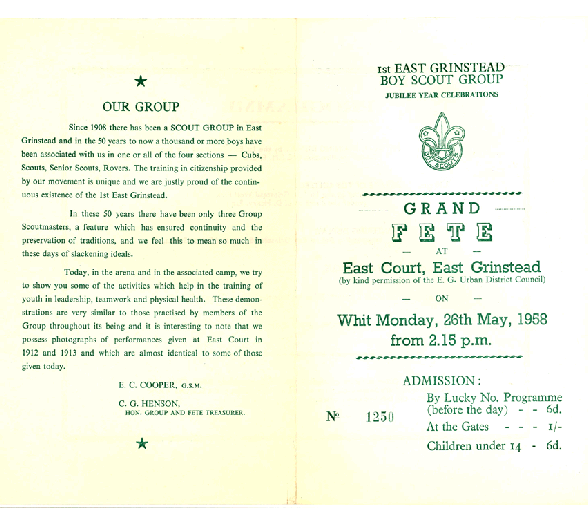 ★
OUR GROUP
Since 1908 there has been a SCOUT GROUP in East
Grinstead and in the 50 years to now a thousand or more boys have
been associated with us in one or all of the four sections — Cubs,
Scouts, Senior Scouts, Rovers. The training in citizenship provided
by our movement is unique and we are justly proud of the contin-
uous existence of the 1st East Grinstead.
In these 50 years there have been only three Group
Scoutmasters, a feature which has ensured continuity and the
preservation of traditions, and we feel this to mean so much in
these days of slackening ideals.
Today, in the arena and in the associated camp, we try
to show you some of the activities which help in the training of
youth in leadership, teamwork and physical health. These demon-
strations are very similar to those practised by members of the
Group throughout its being and it is interesting to note that we
possess photographs of performances given at East Court in
1912 and 1913 and which are almost identical to some of those
given today.
E. C. COOPER, G.S.M.
C. G. HENSON,
HON. GROUP AND FETE TREASURER.
★
1st EAST GRINSTEAD
BOY SCOUT GROUP
JUBILEE YEAR CELEBRATIONS
GRAND
FETE
— AT —
East Court, East Grinstead
(by kind permission of the E. G. Urban District Council)
— ON —
Whit Monday, 26th May, 1958
from 2.15 p.m.
ADMISSION:
By Lucky No. Programme
(before the day) - - 6d.
Nº 1250
At the Gates - - - 1/-
Children under 14 - 6d.